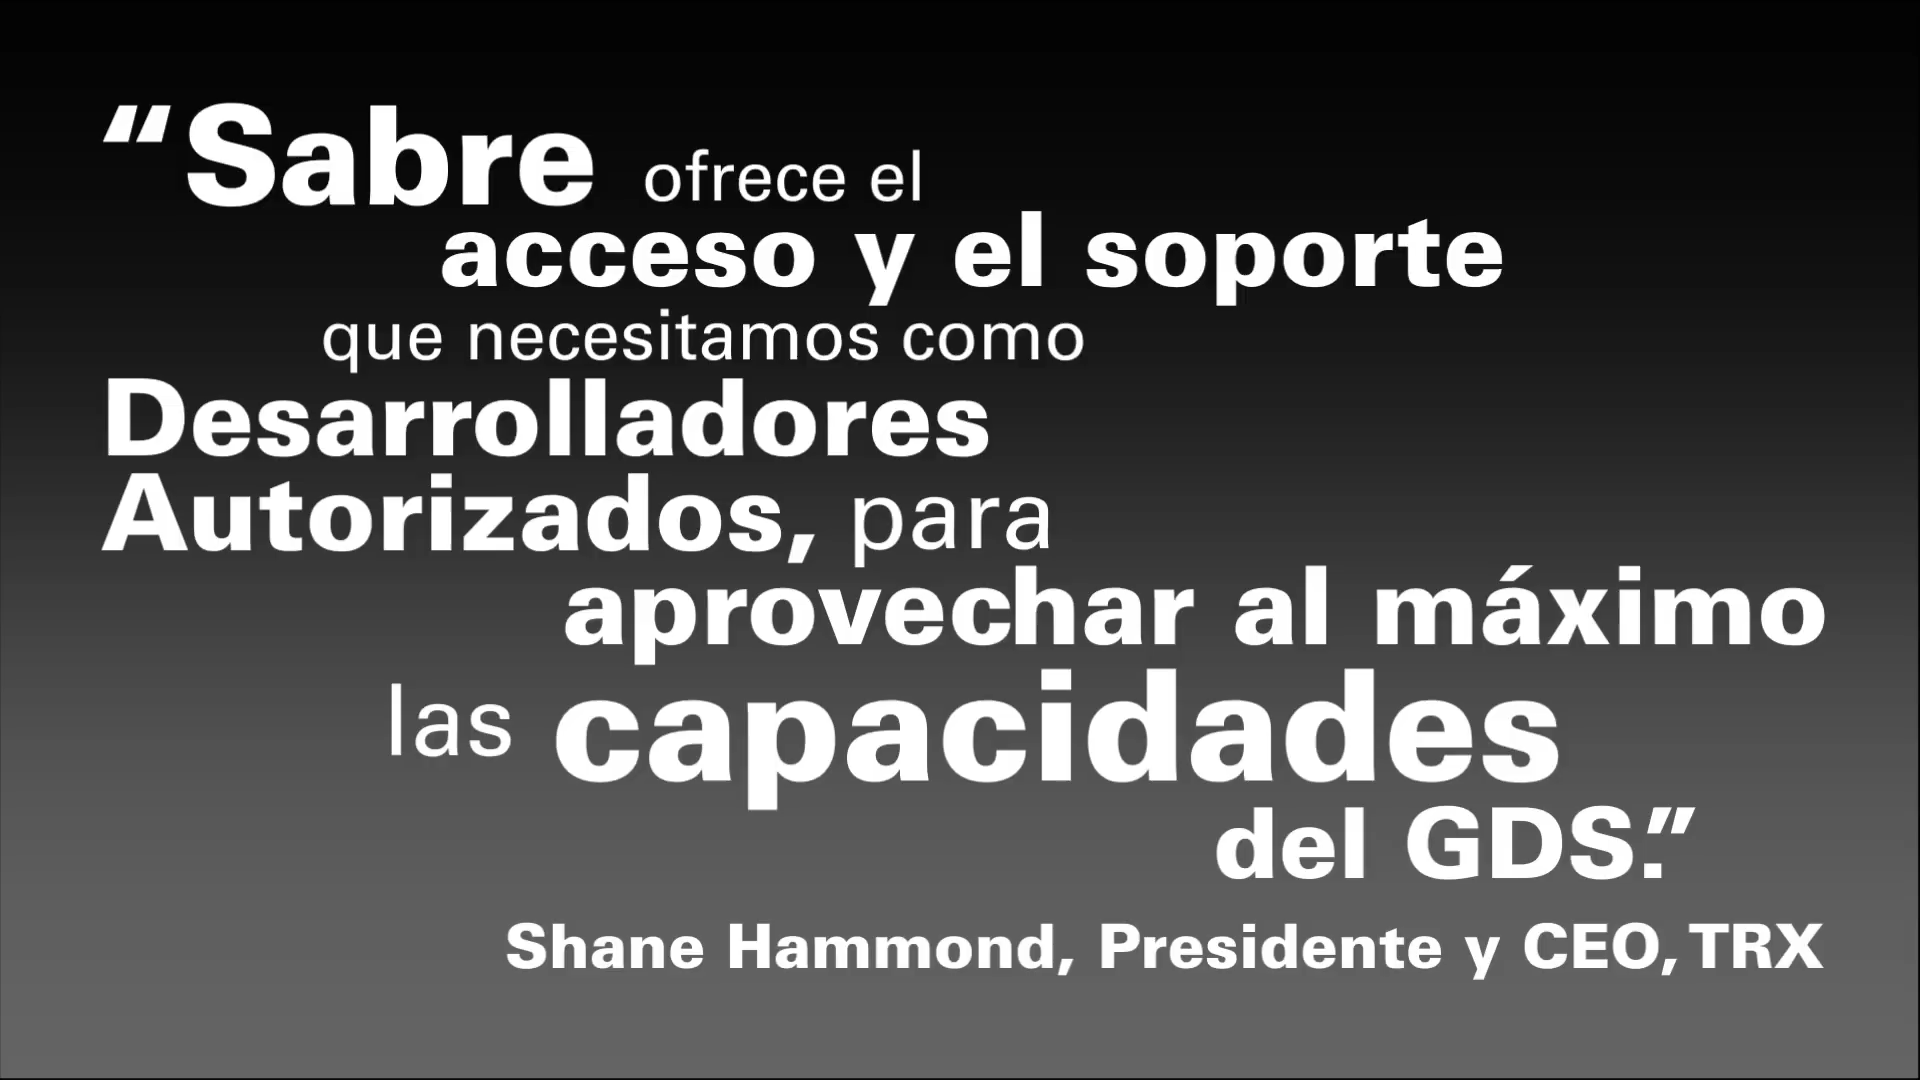 “Sabre ofrece el
acceso y el soporte
que necesitamos como
Desarrolladores
Autorizados, para
aprovechar al máximo
las capacidades
del GDS.”
Shane Hammond, Presidente y CEO, TRX